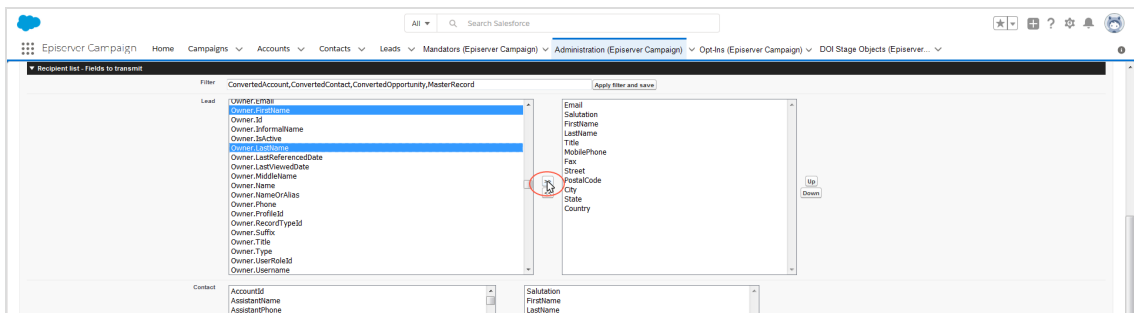 All
Search Salesforce
Episerver Campaign Home Campaigns Accounts Contacts Leads Mandators (Episerver Campaign) Administration (Episerver Campaign) Opt-Ins (Episerver Campaign) DOI Stage Objects (Episerver...
Recipient list - Fields to transmit
Filter ConvertedAccount,ConvertedContact,ConvertedOpportunity,MasterRecord Apply filter and save
Lead
Owner.Email
Owner.FirstName
Owner.Id
Owner.InformalName
Owner.IsActive
Owner.LastName
Owner.LastReferencedDate
Owner.LastViewedDate
Owner.MiddleName
Owner.Name
Owner.NameOrAlias
Owner.Phone
Owner.ProfileId
Owner.RecordTypeId
Owner.Suffix
Owner.Title
Owner.Type
Owner.UserRoleId
Owner.Username
Email
Salutation
FirstName
LastName
Title
MobilePhone
Fax
Street
PostalCode
City
State
Country
Up
Down
Contact
AccountId
AssistantName
AssistantPhone
Salutation
FirstName
LastName